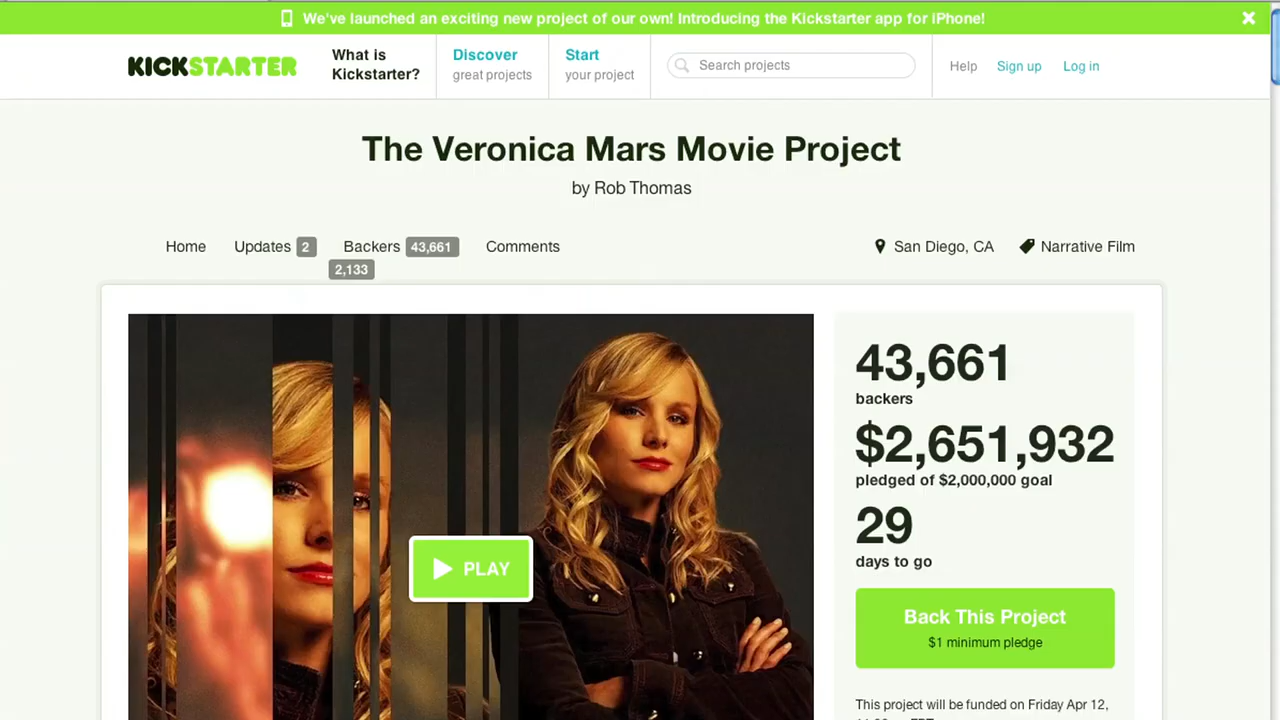 We've launched an exciting new project of our own! Introducing the Kickstarter app for iPhone!
KICKSTARTER
What is
Kickstarter?
Discover
great projects
Start
your project
Search projects
Help Sign up Log in
The Veronica Mars Movie Project
by Rob Thomas
Home Updates 2 Backers 43,661 Comments
2,133
San Diego, CA Narrative Film
PLAY
43,661
backers
$2,651,932
pledged of $2,000,000 goal
29
days to go
Back This Project
$1 minimum pledge
This project will be funded on Friday Apr 12,